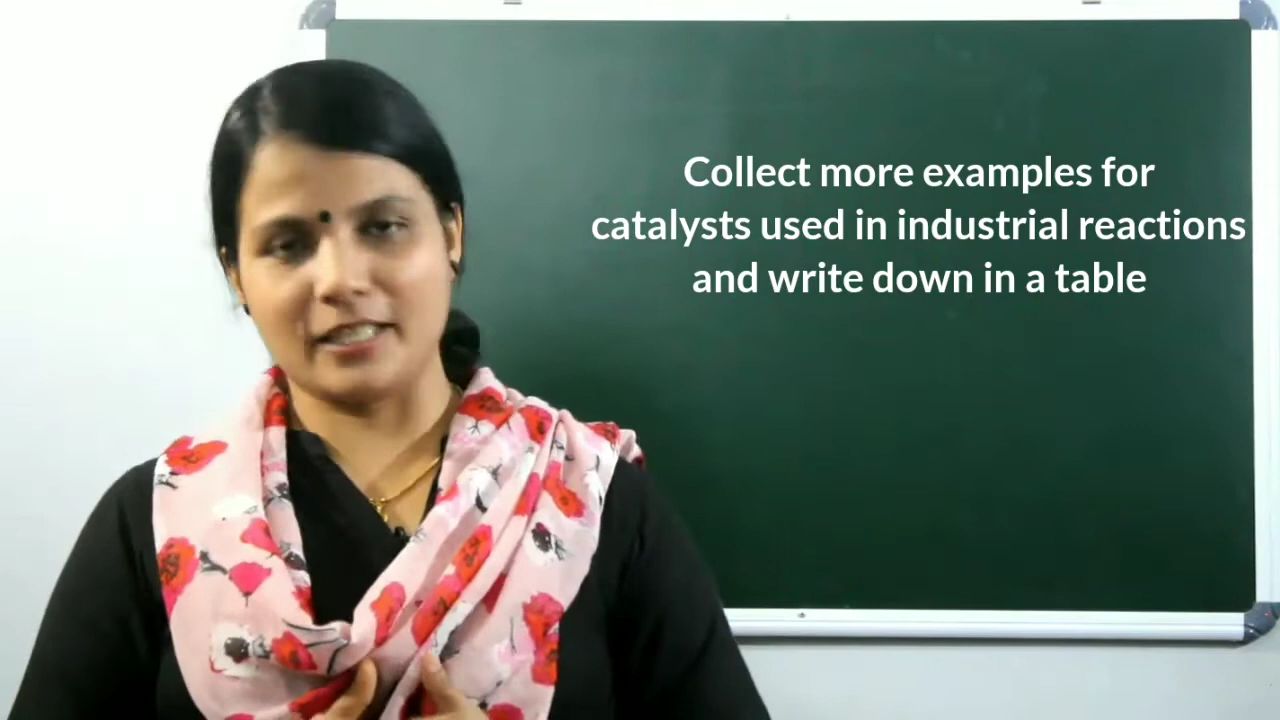 Collect more examples for
catalysts used in industrial reactions
and write down in a table